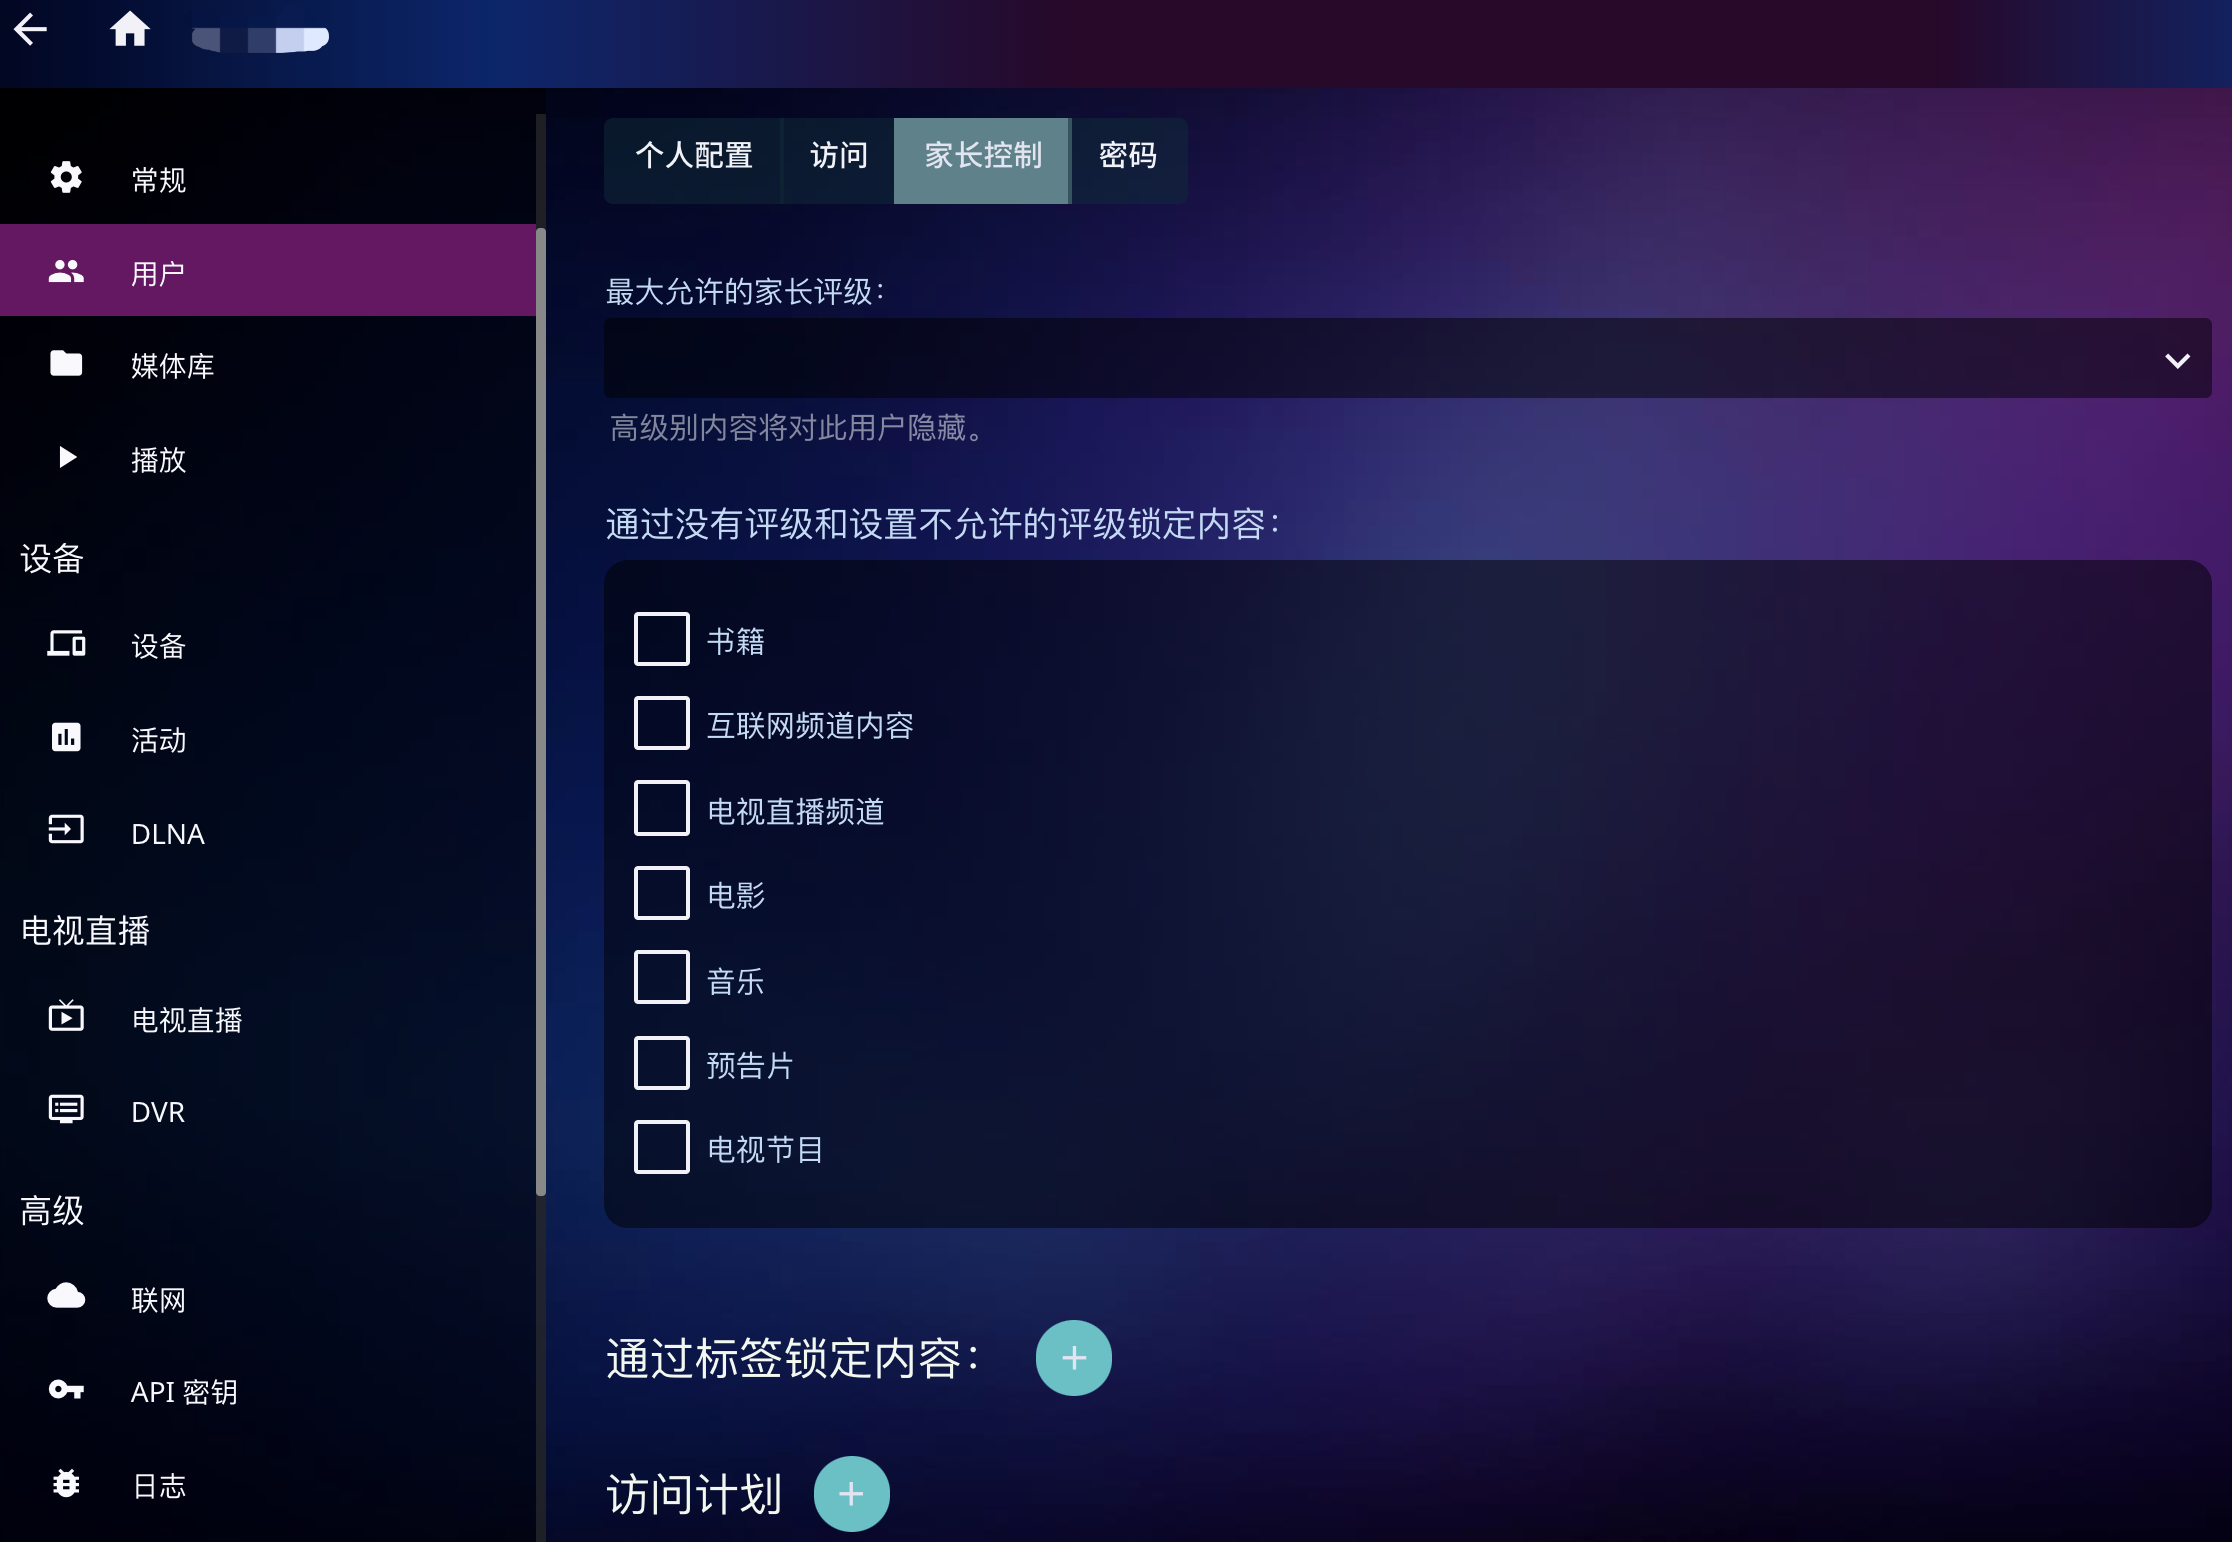 常规
用户
媒体库
播放
设备
设备
活动
DLNA
电视直播
电视直播
DVR
高级
联网
API 密钥
日志
个人配置
访问
家长控制
密码
最大允许的家长评级：
高级别内容将对此用户隐藏。
通过没有评级和设置不允许的评级锁定内容：
书籍
互联网频道内容
电视直播频道
电影
音乐
预告片
电视节目
通过标签锁定内容：
访问计划